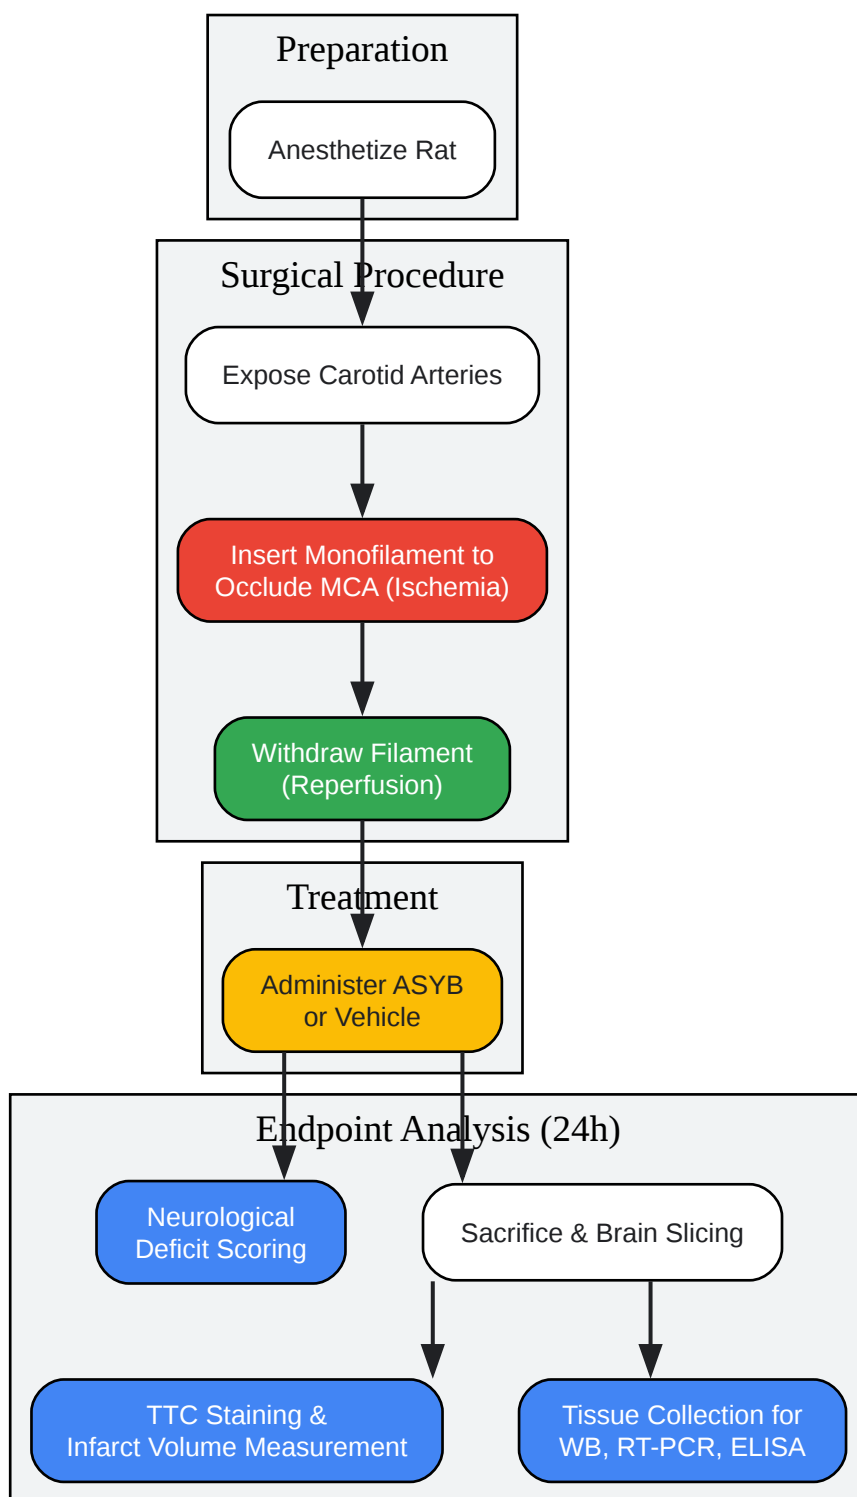 Preparation
Anesthetize Rat
Surgical Procedure
Expose Carotid Arteries
Insert Monofilament to
Occlude MCA (Ischemia)
Withdraw Filament
(Reperfusion)
Treatment
Administer ASYB
or Vehicle
Endpoint Analysis (24h)
Neurological
Deficit Scoring
Sacrifice & Brain Slicing
TTC Staining &
Infarct Volume Measurement
Tissue Collection for
WB, RT-PCR, ELISA